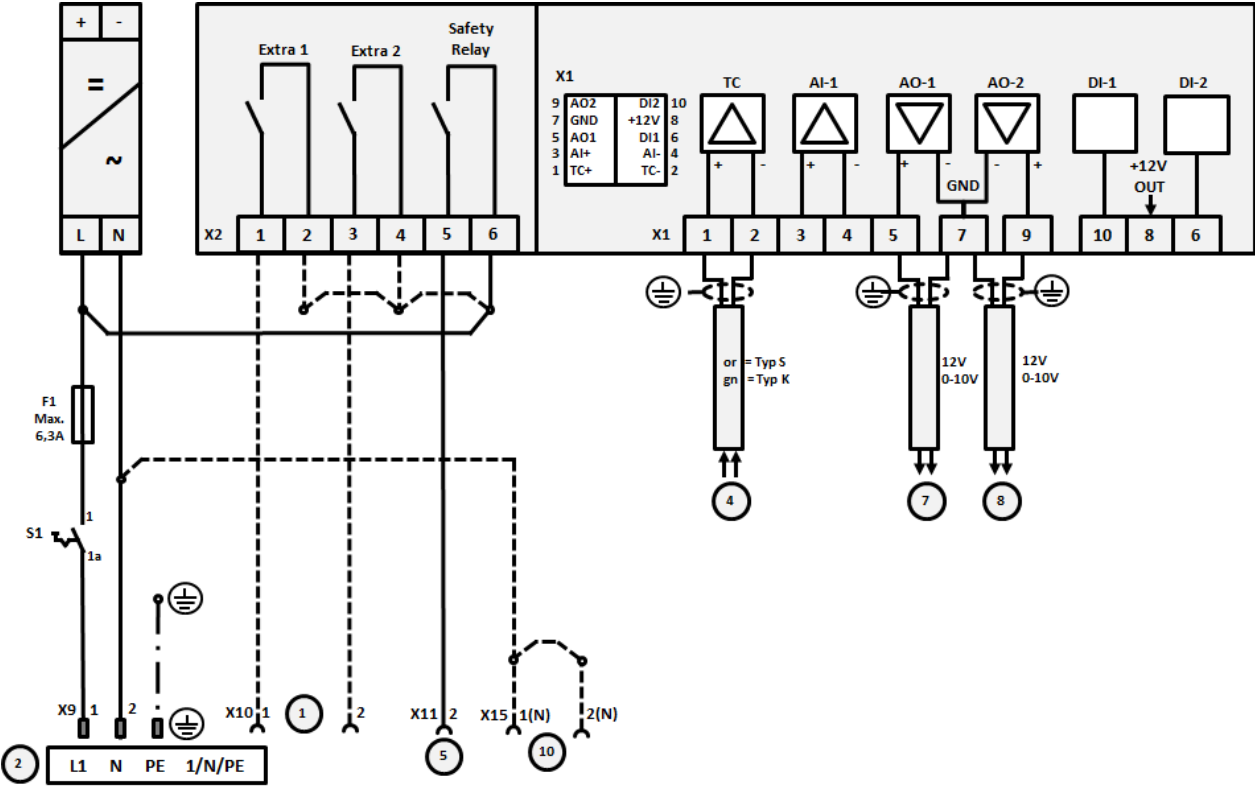 + -
Safety
Relay
Extra 1
Extra 2
=
~
X1
9 AO2 DI2 10
7 GND +12V 8
5 AO1 DI1 6
3 AI+ AI- 4
1 TC+ TC- 2
TC
AI-1
AO-1
AO-2
DI-1
DI-2
+ - + - + - - +
GND
+12V
OUT
L N
X2 1 2 3 4 5 6
X1 1 2 3 4 5 7 9 10 8 6
or = Typ S
gn = Typ K
12V
0-10V
12V
0-10V
F1
Max.
6,3A
4
7
8
S1
1
1a
X9 1 2
X10 1
1
2
X11 2
X15 1(N)
2(N)
5
10
2
L1 N PE 1/N/PE